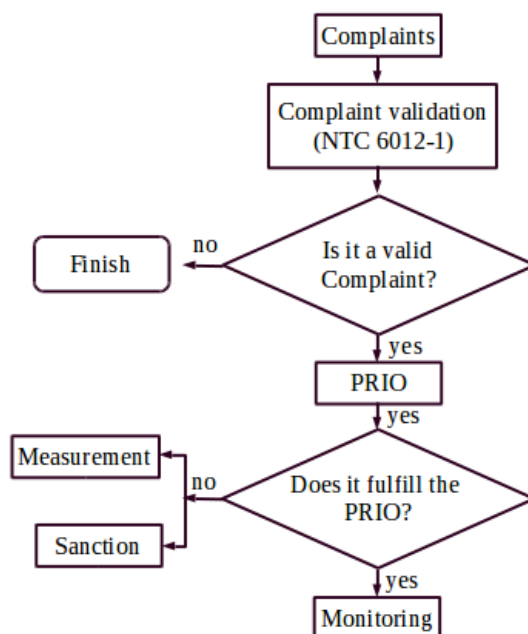 Complaints
Complaint validation
(NTC 6012-1)
Is it a valid
Complaint?
no
Finish
yes
PRIO
yes
Does it fulfill the
PRIO?
no
Measurement
Sanction
yes
Monitoring